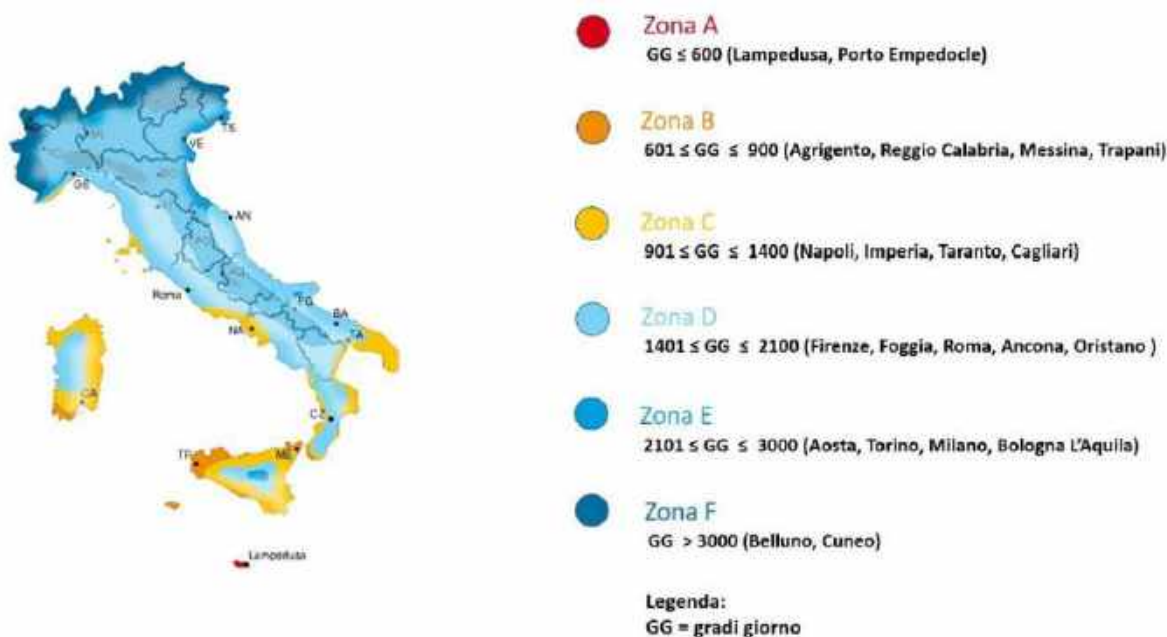 Zona A
GG ≤ 600 (Lampedusa, Porto Empedocle)
Zona B
601 ≤ GG ≤ 900 (Agrigento, Reggio Calabria, Messina, Trapani)
Zona C
901 ≤ GG ≤ 1400 (Napoli, Imperia, Taranto, Cagliari)
Zona D
1401 ≤ GG ≤ 2100 (Firenze, Foggia, Roma, Ancona, Oristano )
Zona E
2101 ≤ GG ≤ 3000 (Aosta, Torino, Milano, Bologna L'Aquila)
Zona F
GG > 3000 (Belluno, Cuneo)
Legenda:
GG = gradi giorno
TS
VE
GE
AN
Roma
FG
BA
NA
TA
CA
CZ
TP
ME
Lampedusa